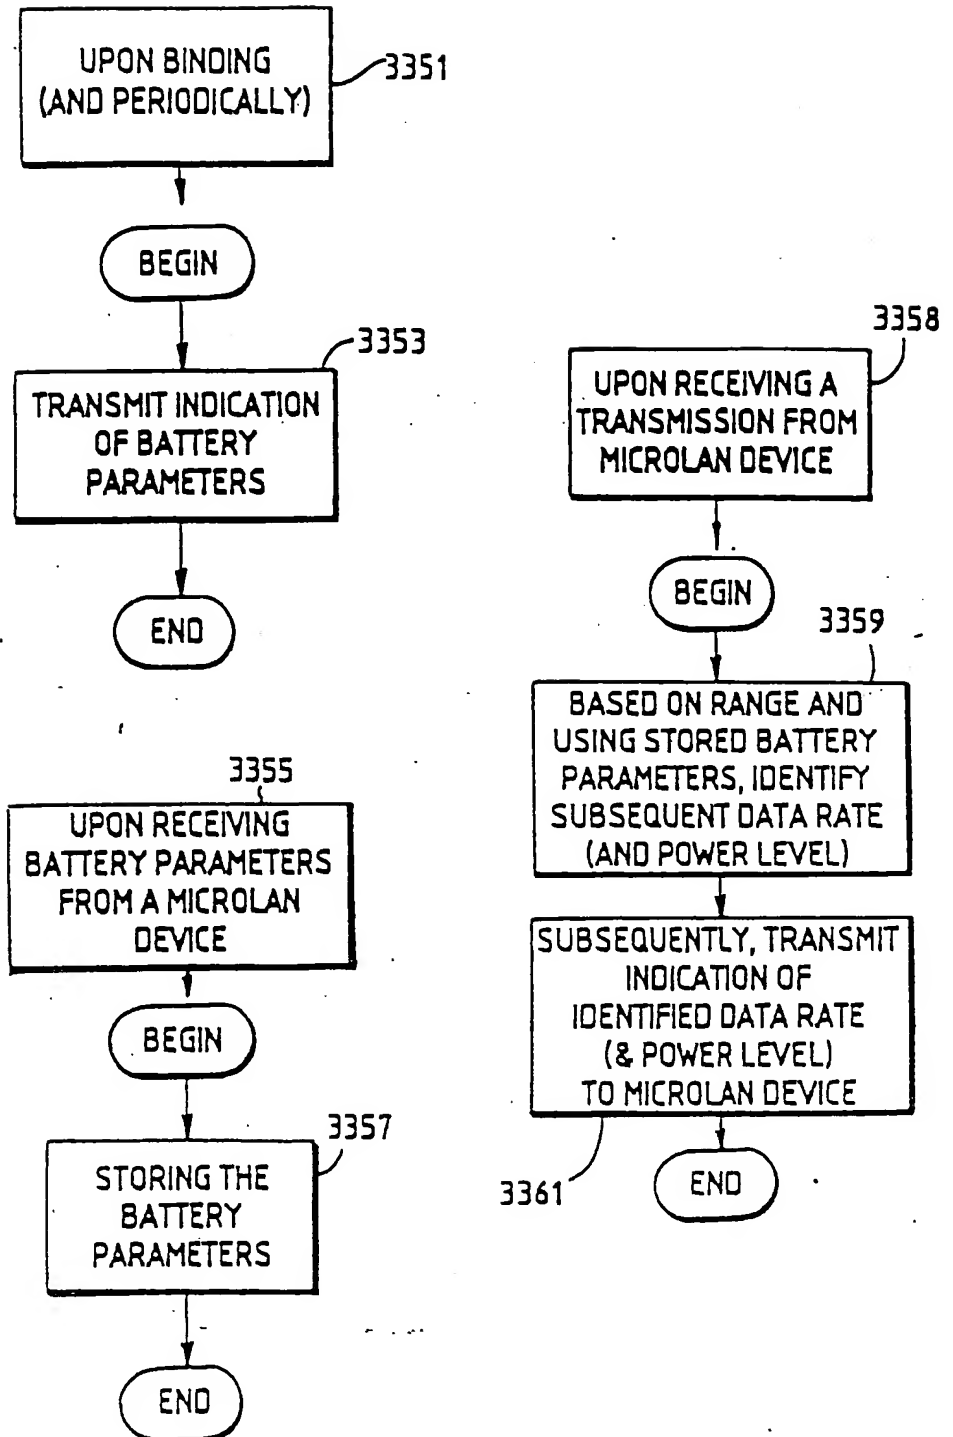 UPON BINDING
(AND PERIODICALLY)
3351
BEGIN
3353
TRANSMIT INDICATION
OF BATTERY
PARAMETERS
END
3355
UPON RECEIVING
BATTERY PARAMETERS
FROM A MICROLAN
DEVICE
BEGIN
3357
STORING THE
BATTERY
PARAMETERS
END
3358
UPON RECEIVING A
TRANSMISSION FROM
MICROLAN DEVICE
BEGIN
3359
BASED ON RANGE AND
USING STORED BATTERY
PARAMETERS, IDENTIFY
SUBSEQUENT DATA RATE
(AND POWER LEVEL)
SUBSEQUENTLY, TRANSMIT
INDICATION OF
IDENTIFIED DATA RATE
(& POWER LEVEL)
TO MICROLAN DEVICE
3361
END